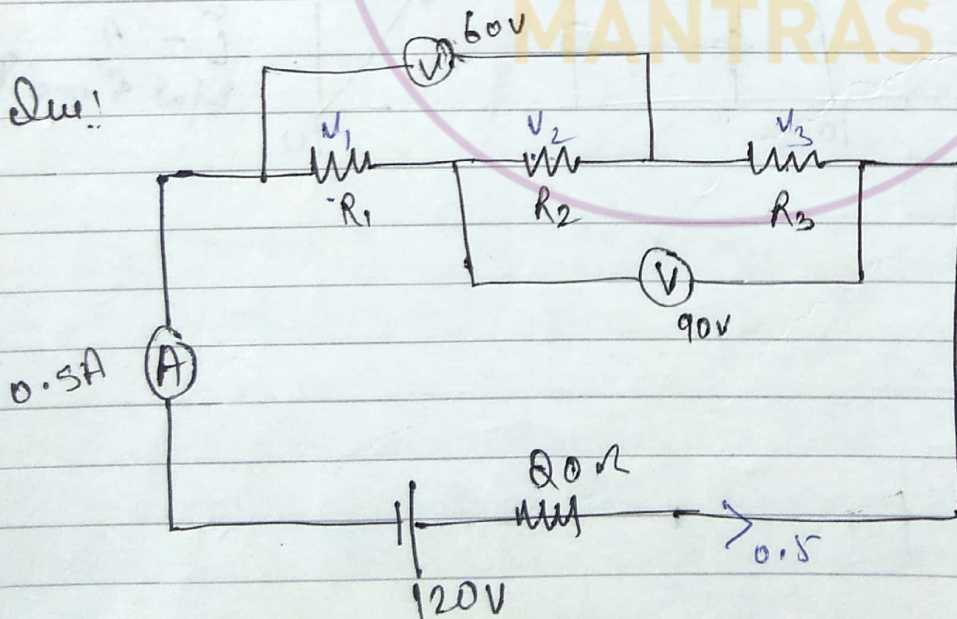 MANTRAS
60V
Que!
V
V1 V2 V3
R1 R2 R3
V
90V
0.5A
A
20Ω
0.5
120V